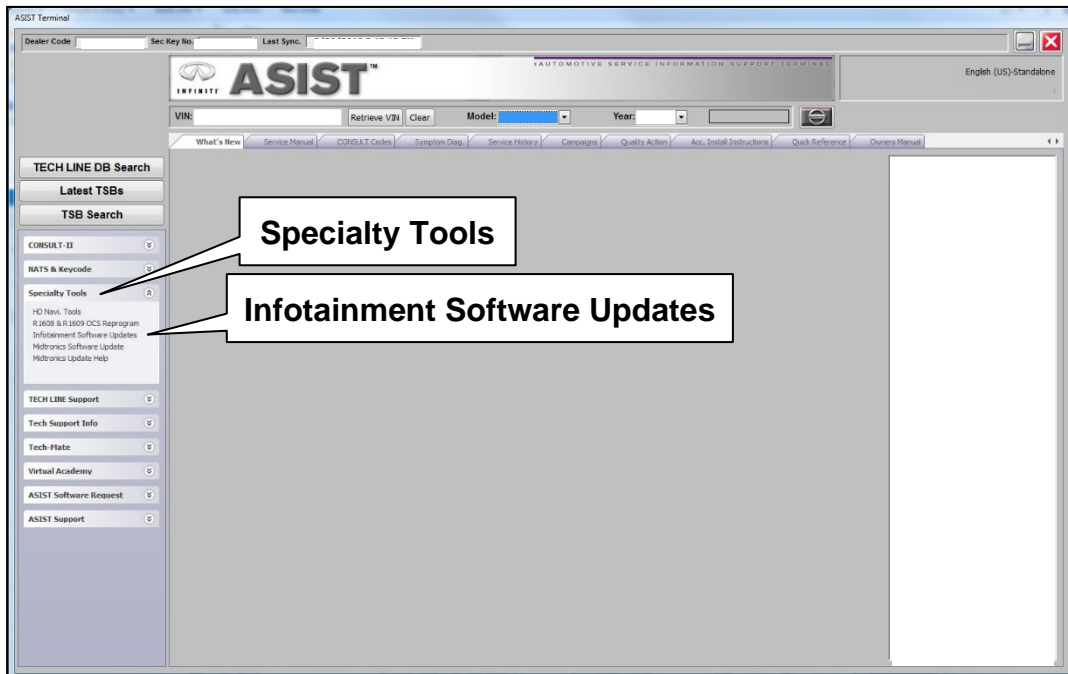 ASIST Terminal
Dealer Code Sec Key No. Last Sync.
INFINITI ASIST™ AUTOMOTIVE SERVICE INFORMATION SUPPORT TERMINAL English (US)-Standalone
VIN: Retrieve VIN Clear Model: Year:
What's New Service Manual CONSULT Codes Symptom Diag. Service History Campaigns Quality Action Acc. Install Instructions Quick Reference Owners Manual
TECH LINE DB Search
Latest TSBs
TSB Search
Specialty Tools
CONSULT-II
NATS & Keycode
Specialty Tools
Infotainment Software Updates
HD Navi. Tools
R1608 & R1609 OCS Reprogram
Infotainment Software Updates
Midtronics Software Update
Midtronics Update Help
TECH LINE Support
Tech Support Info
Tech-Mate
Virtual Academy
ASIST Software Request
ASIST Support